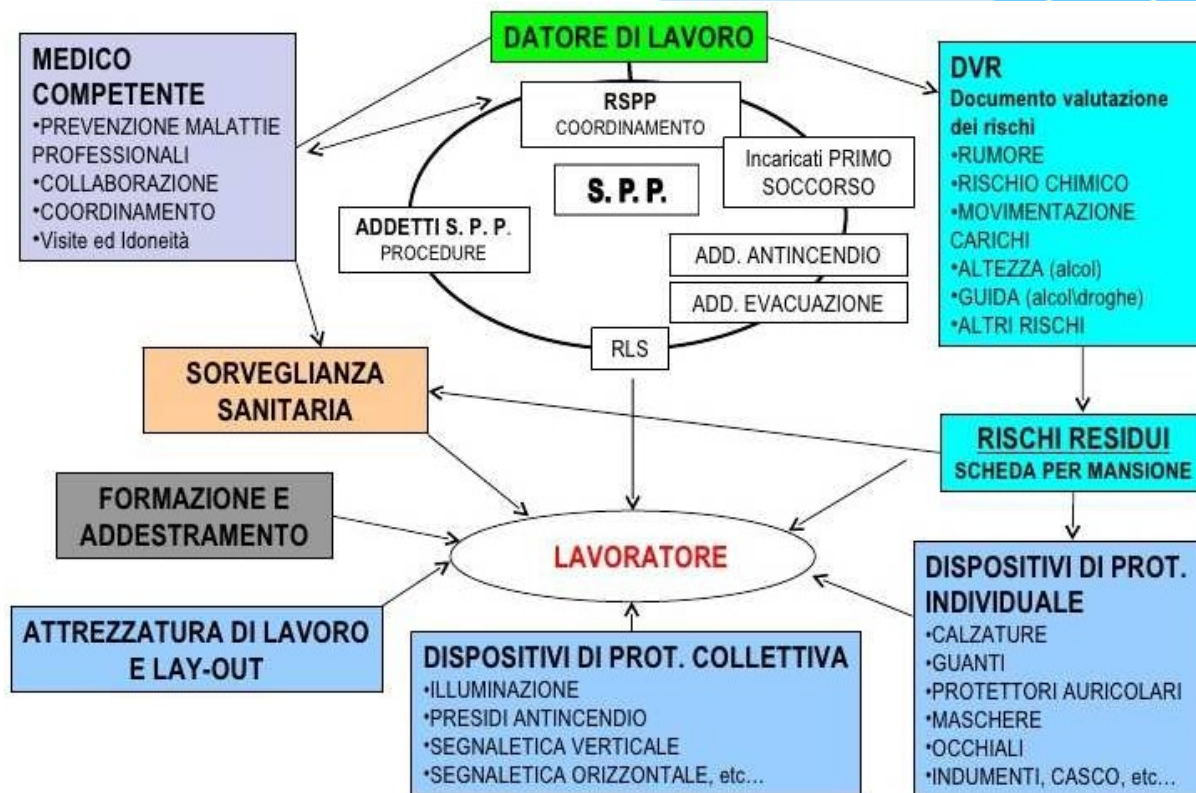 DATORE DI LAVORO
MEDICO
COMPETENTE
•PREVENZIONE MALATTIE
PROFESSIONALI
•COLLABORAZIONE
•COORDINAMENTO
•Visite ed Idoneità
RSPP
COORDINAMENTO
Incaricati PRIMO
SOCCORSO
S. P. P.
ADDETTI S. P. P.
PROCEDURE
ADD. ANTINCENDIO
ADD. EVACUAZIONE
RLS
DVR
Documento valutazione
dei rischi
•RUMORE
•RISCHIO CHIMICO
•MOVIMENTAZIONE
CARICHI
•ALTEZZA (alcol)
•GUIDA (alcol\droghe)
•ALTRI RISCHI
SORVEGLIANZA
SANITARIA
RISCHI RESIDUI
SCHEDA PER MANSIONE
FORMAZIONE E
ADDESTRAMENTO
LAVORATORE
ATTREZZATURA DI LAVORO
E LAY-OUT
DISPOSITIVI DI PROT. COLLETTIVA
•ILLUMINAZIONE
•PRESIDI ANTINCENDIO
•SEGNALETICA VERTICALE
•SEGNALETICA ORIZZONTALE, etc...
DISPOSITIVI DI PROT.
INDIVIDUALE
•CALZATURE
•GUANTI
•PROTETTORI AURICOLARI
•MASCHERE
•OCCHIALI
•INDUMENTI, CASCO, etc...